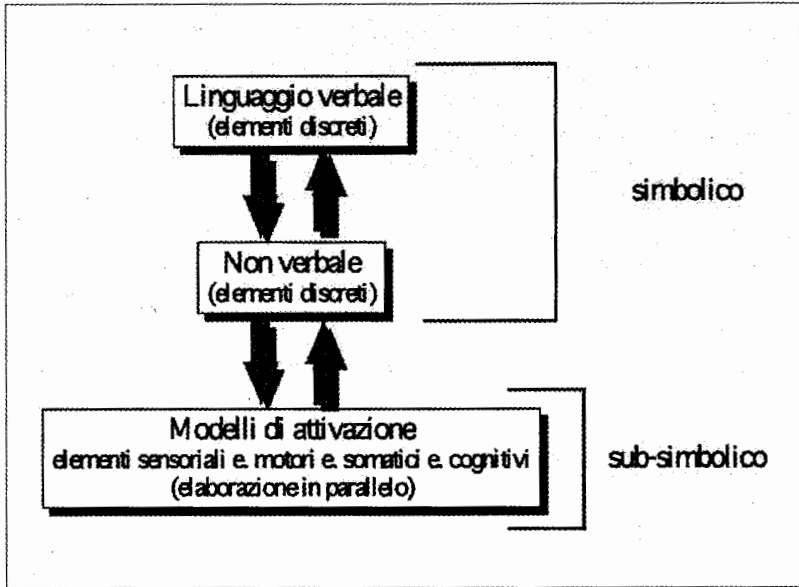 Linguaggio verbale
(elementi discreti)
simbolico
Non verbale
(elementi discreti)
Modelli di attivazione
elementi sensoriali e. motori e. somatici e. cognitivi
(elaborazione in parallelo)
sub-simbolico